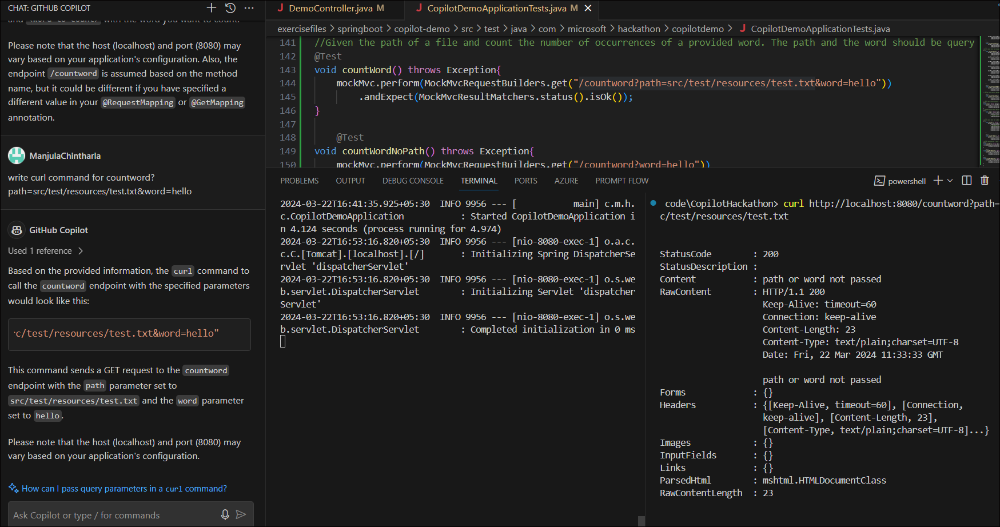 CHAT: GITHUB COPILOT
with the word you want to count.
Please note that the host (localhost) and port (8080) may
vary based on your application's configuration. Also, the
endpoint /countword is assumed based on the method
name, but it could be different if you have specified a
different value in your @RequestMapping or @GetMapping
annotation.
ManjulaChintharla
write curl command for countword?
path=src/test/resources/test.txt&word=hello
GitHub Copilot
Used 1 reference
Based on the provided information, the curl command to
call the countword endpoint with the specified parameters
would look like this:
c/test/resources/test.txt&word=hello"
This command sends a GET request to the countword
endpoint with the path parameter set to
src/test/resources/test.txt and the word parameter
set to hello.
Please note that the host (localhost) and port (8080) may
vary based on your application's configuration.
How can I pass query parameters in a curl command?
Ask Copilot or type / for commands
J DemoController.java M
J CopilotDemoApplicationTests.java M
exercisefiles > springboot > copilot-demo > src > test > java > com > microsoft > hackathon > copilotdemo > J CopilotDemoApplicationTests.java
141 //Given the path of a file and count the number of occurrences of a provided word. The path and the word should be query
142 @Test
143 void countWord() throws Exception{
144 mockMvc.perform(MockMvcRequestBuilders.get("/countword?path=src/test/resources/test.txt&word=hello"))
145 .andExpect(MockMvcResultMatchers.status().isOk());
146 }
147
148 @Test
149 void countWordNoPath() throws Exception{
150 mockMvc.perform(MockMvcRequestBuilders.get("/countword?word=hello"))
PROBLEMS OUTPUT DEBUG CONSOLE TERMINAL PORTS AZURE PROMPT FLOW
powershell
2024-03-22T16:41:35.925+05:30 INFO 9956 --- [ main] c.m.h.
c.CopilotDemoApplication : Started CopilotDemoApplication i
n 4.124 seconds (process running for 4.974)
2024-03-22T16:53:16.820+05:30 INFO 9956 --- [nio-8080-exec-1] o.a.c.
c.C.[Tomcat].[localhost].[/] : Initializing Spring DispatcherSe
rvlet 'dispatcherServlet'
2024-03-22T16:53:16.820+05:30 INFO 9956 --- [nio-8080-exec-1] o.s.we
b.servlet.DispatcherServlet : Initializing Servlet 'dispatcher
Servlet'
2024-03-22T16:53:16.820+05:30 INFO 9956 --- [nio-8080-exec-1] o.s.we
b.servlet.DispatcherServlet : Completed initialization in 0 ms
code\CopilotHackathon> curl http://localhost:8080/countword?path=
c/test/resources/test.txt
StatusCode : 200
StatusDescription :
Content : path or word not passed
RawContent : HTTP/1.1 200
Keep-Alive: timeout=60
Connection: keep-alive
Content-Length: 23
Content-Type: text/plain;charset=UTF-8
Date: Fri, 22 Mar 2024 11:33:33 GMT
path or word not passed
Forms : {}
Headers : {[Keep-Alive, timeout=60], [Connection,
keep-alive], [Content-Length, 23],
[Content-Type, text/plain;charset=UTF-8]...}
Images : {}
InputFields : {}
Links : {}
ParsedHtml : mshtml.HTMLDocumentClass
RawContentLength : 23